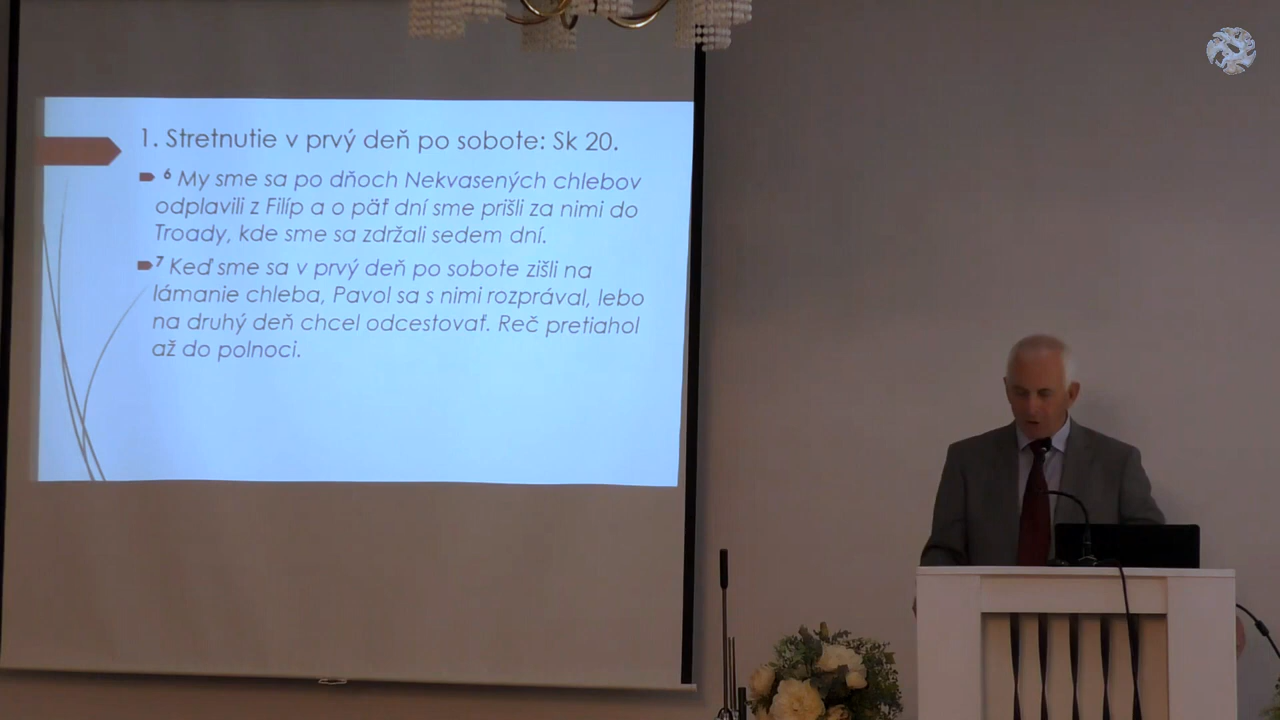 1. Stretnutie v prvý deň po sobote: Sk 20.
6 My sme sa po dňoch Nekvasených chlebov
odplavili z Filíp a o päť dní sme prišli za nimi do
Troady, kde sme sa zdržali sedem dní.
7 Keď sme sa v prvý deň po sobote zišli na
lámanie chleba, Pavol sa s nimi rozprával, lebo
na druhý deň chcel odcestovať. Reč pretiahol
až do polnoci.